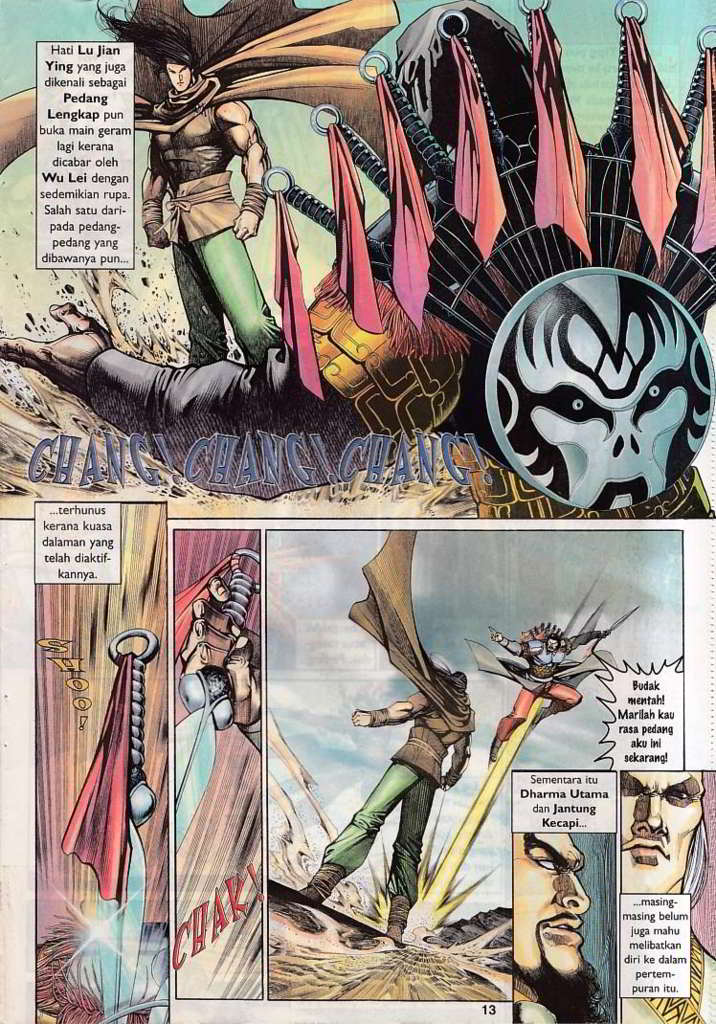 Hati Lu Jian
Ying yang juga
dikenali sebagai
Pedang
Lengkap pun
buka main geram
lagi kerana
dicabar oleh
Wu Lei dengan
sedemikian rupa.
Salah satu dari-
pada pedang-
pedang yang
dibawanya pun...
CHANG! CHANG! CHANG!
...terhunus
kerana kuasa
dalaman yang
telah diaktif-
kannya.
SHOO!
CHAK!
Budak
mentah!
Marilah kau
rasa pedang
aku ini
sekarang!
Sementara itu
Dharma Utama
dan Jantung
Kecapi...
...masing-
masing belum
juga mahu
melibatkan
diri ke dalam
pertem-
puran itu.
13